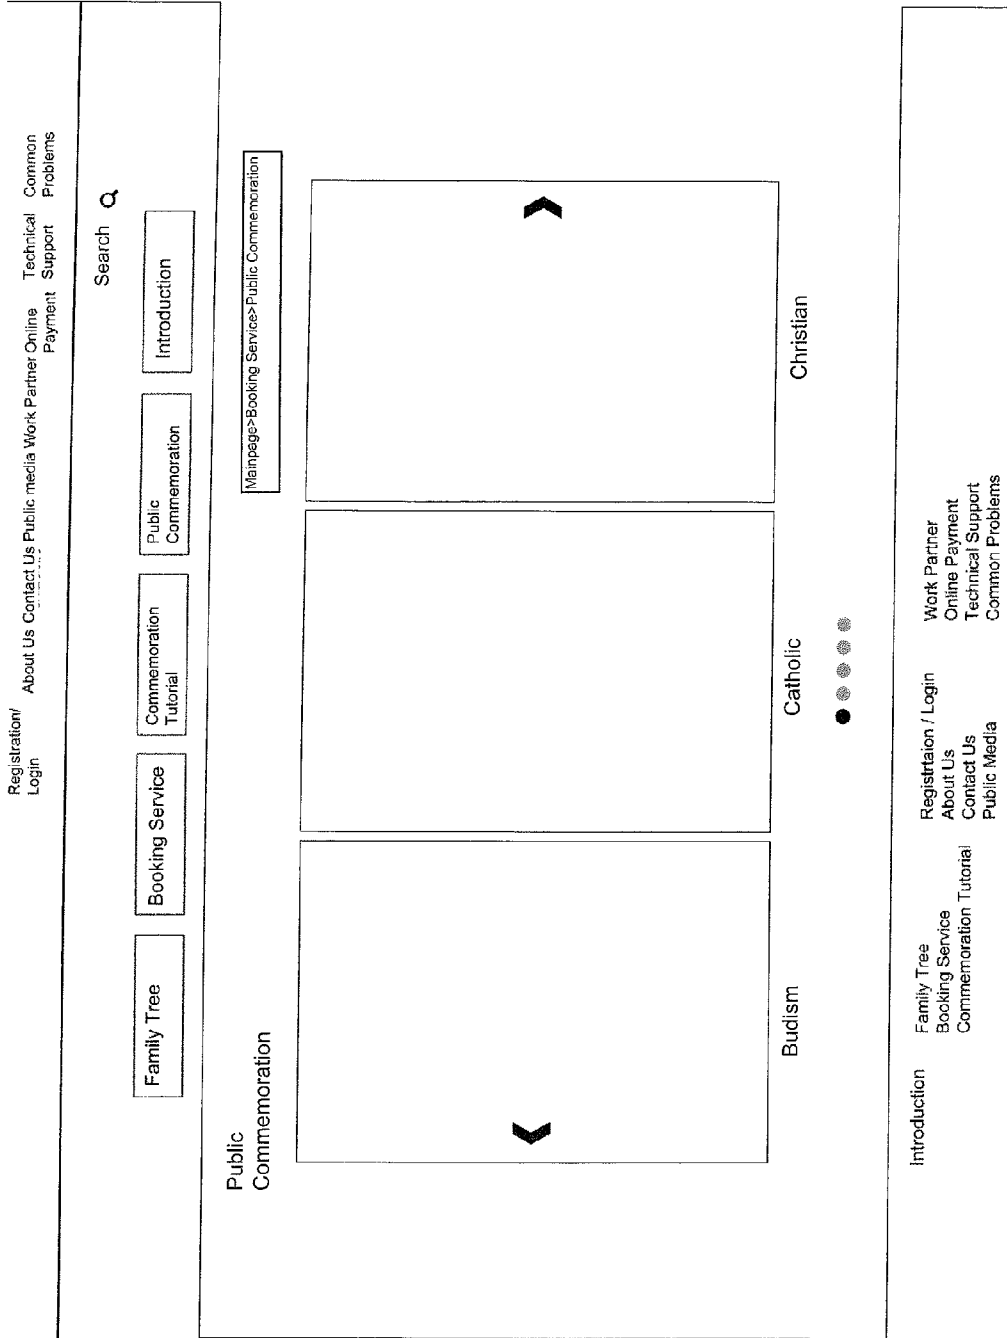 Registration/
Login
About Us Contact Us Public media Work Partner Online
Payment
Technical
Support
Common
Problems
Search
Family Tree
Booking Service
Commemoration
Tutorial
Public
Commemoration
Introduction
Public
Commemoration
Mainpage>Booking Service>Public Commemoration
Budism
Catholic
Christian
Introduction
Family Tree
Booking Service
Commemoration Tutorial
Registrtaion / Login
About Us
Contact Us
Public Media
Work Partner
Online Payment
Technical Support
Common Problems